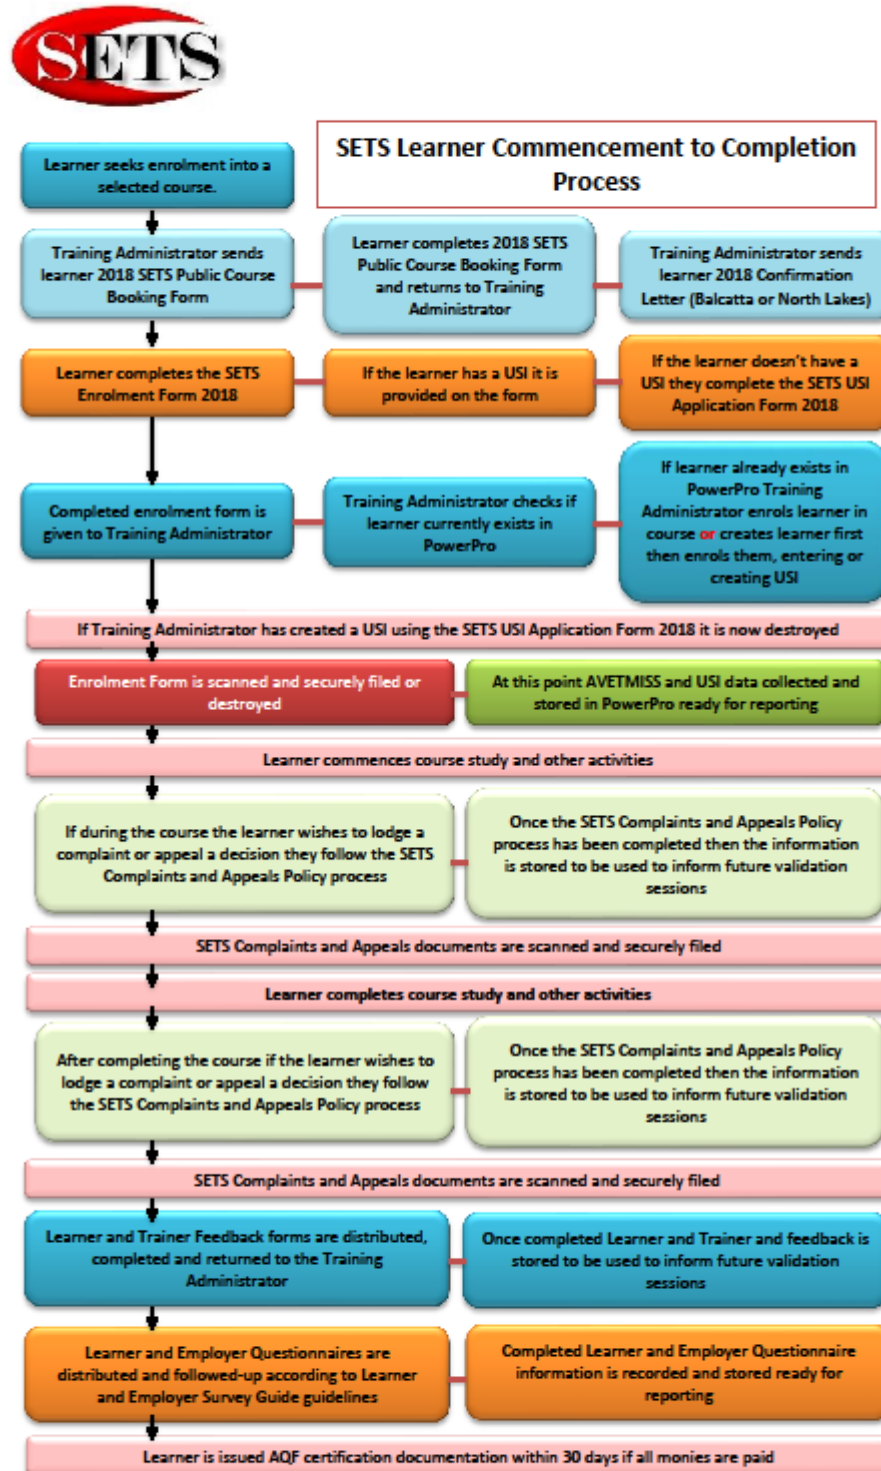 SETS
SETS Learner Commencement to Completion
Process
Learner seeks enrolment into a
selected course.
Training Administrator sends
learner 2018 SETS Public Course
Booking Form
Learner completes 2018 SETS
Public Course Booking Form
and returns to Training
Administrator
Training Administrator sends
learner 2018 Confirmation
Letter (Balcatta or North Lakes)
Learner completes the SETS
Enrolment Form 2018
If the learner has a USI it is
provided on the form
If the learner doesn't have a
USI they complete the SETS USI
Application Form 2018
Completed enrolment form is
given to Training Administrator
Training Administrator checks if
learner currently exists in
PowerPro
If learner already exists in
PowerPro Training
Administrator enrols learner in
course or creates learner first
then enrols them, entering or
creating USI
If Training Administrator has created a USI using the SETS USI Application Form 2018 it is now destroyed
Enrolment Form is scanned and securely filed or
destroyed
At this point AVETMISS and USI data collected and
stored in PowerPro ready for reporting
Learner commences course study and other activities
If during the course the learner wishes to lodge a
complaint or appeal a decision they follow the SETS
Complaints and Appeals Policy process
Once the SETS Complaints and Appeals Policy
process has been completed then the information
is stored to be used to inform future validation
sessions
SETS Complaints and Appeals documents are scanned and securely filed
Learner completes course study and other activities
After completing the course if the learner wishes to
lodge a complaint or appeal a decision they follow
the SETS Complaints and Appeals Policy process
Once the SETS Complaints and Appeals Policy
process has been completed then the information
is stored to be used to inform future validation
sessions
SETS Complaints and Appeals documents are scanned and securely filed
Learner and Trainer Feedback forms are distributed,
completed and returned to the Training
Administrator
Once completed Learner and Trainer and feedback is
stored to be used to inform future validation
sessions
Learner and Employer Questionnaires are
distributed and followed-up according to Learner
and Employer Survey Guide guidelines
Completed Learner and Employer Questionnaire
information is recorded and stored ready for
reporting
Learner is issued AQF certification documentation within 30 days if all monies are paid